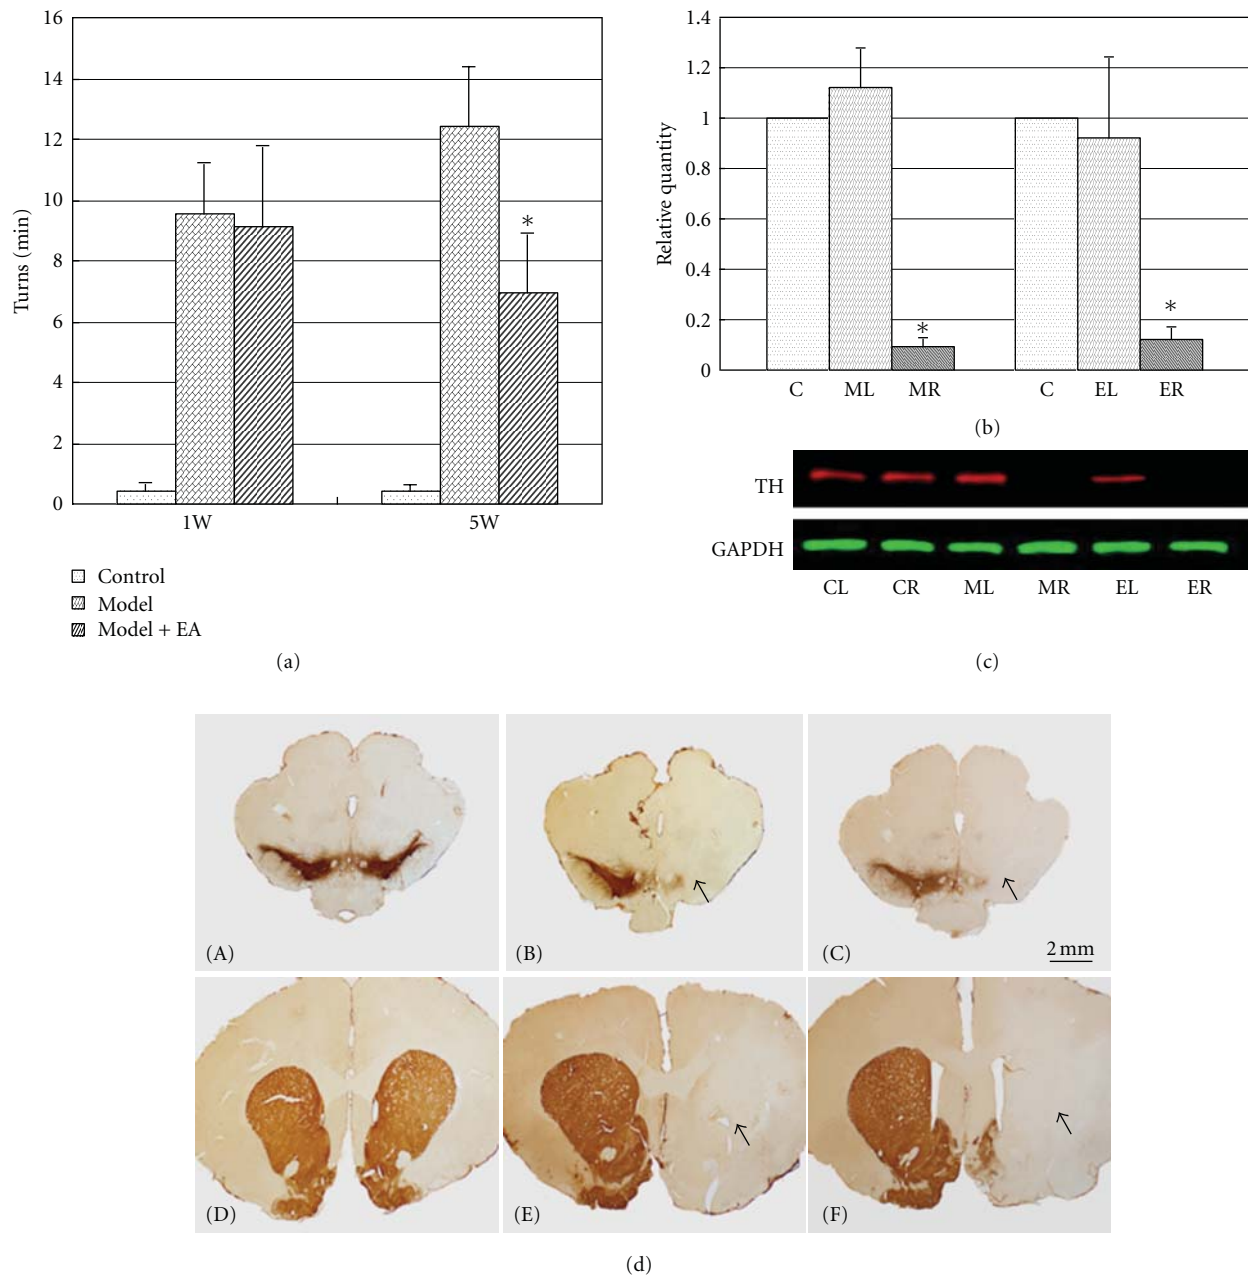 16
14
12
10
8
6
4
2
0
Turns (min)
*
1W
5W
Control
Model
Model + EA
(a)
1.4
1.2
1
0.8
0.6
0.4
0.2
0
Relative quantity
*
*
C ML MR C EL ER
(b)
TH
GAPDH
CL CR ML MR EL ER
(c)
(A)
(B)
(C)
2 mm
(D)
(E)
(F)
(d)